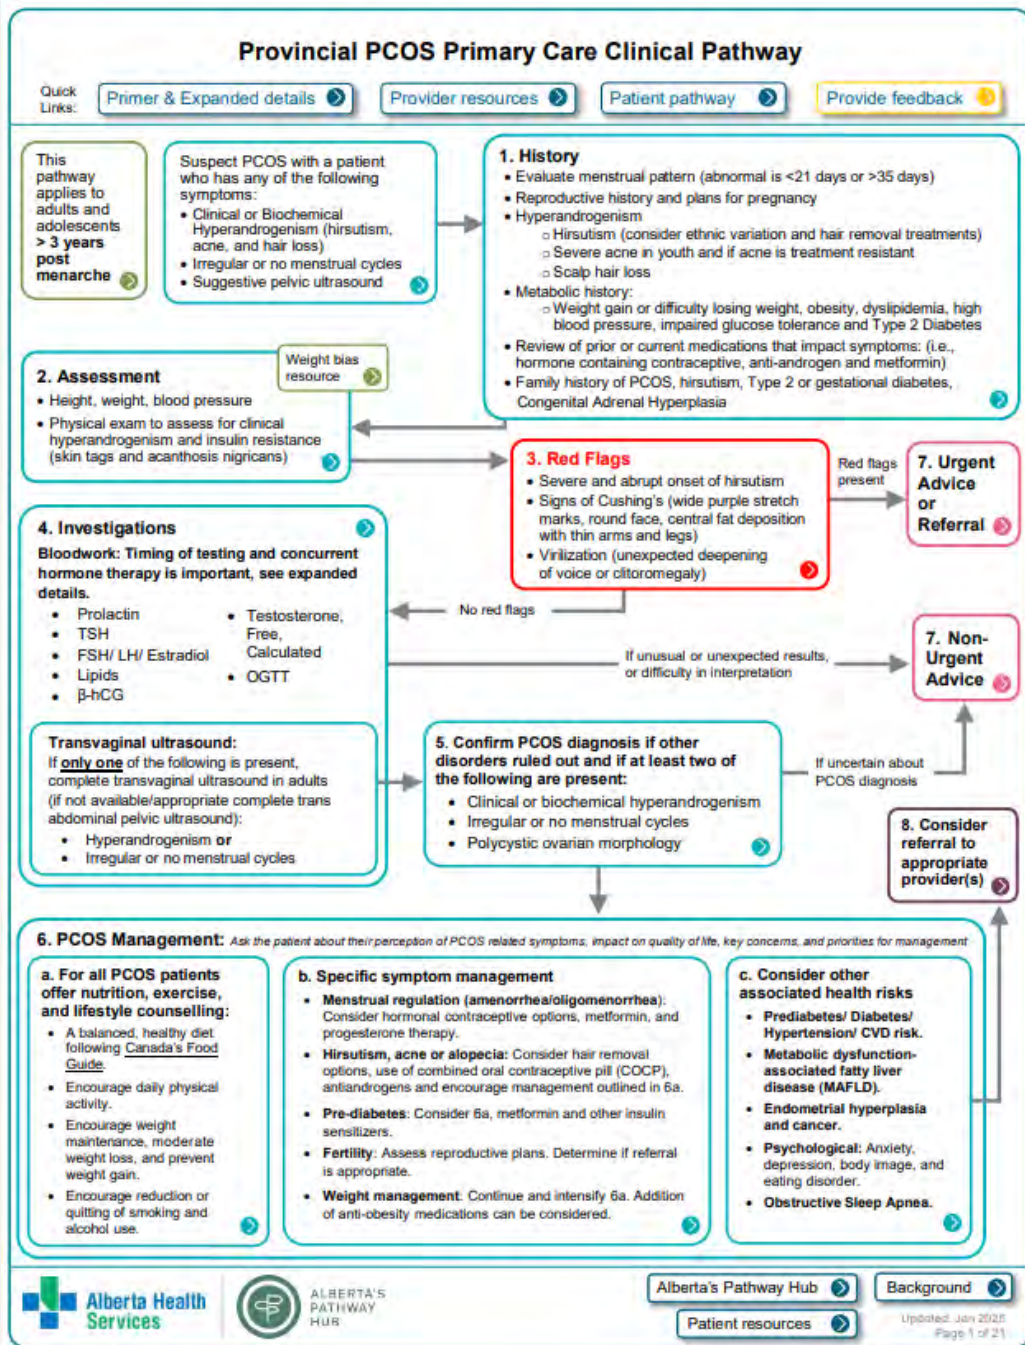 Provincial PCOS Primary Care Clinical Pathway
Quick
Links:
Primer & Expanded details
Provider resources
Patient pathway
Provide feedback
This
pathway
applies to
adults and
adolescents
> 3 years
post
menarche
Suspect PCOS with a patient
who has any of the following
symptoms:
• Clinical or Biochemical
Hyperandrogenism (hirsutism,
acne, and hair loss)
• Irregular or no menstrual cycles
• Suggestive pelvic ultrasound
1. History
• Evaluate menstrual pattern (abnormal is <21 days or >35 days)
• Reproductive history and plans for pregnancy
• Hyperandrogenism
o Hirsutism (consider ethnic variation and hair removal treatments)
o Severe acne in youth and if acne is treatment resistant
o Scalp hair loss
• Metabolic history:
o Weight gain or difficulty losing weight, obesity, dyslipidemia, high
blood pressure, impaired glucose tolerance and Type 2 Diabetes
• Review of prior or current medications that impact symptoms: (i.e.,
hormone containing contraceptive, anti-androgen and metformin)
• Family history of PCOS, hirsutism, Type 2 or gestational diabetes,
Congenital Adrenal Hyperplasia
Weight bias
resource
2. Assessment
• Height, weight, blood pressure
• Physical exam to assess for clinical
hyperandrogenism and insulin resistance
(skin tags and acanthosis nigricans)
3. Red Flags
• Severe and abrupt onset of hirsutism
• Signs of Cushing's (wide purple stretch
marks, round face, central fat deposition
with thin arms and legs)
• Virilization (unexpected deepening
of voice or clitoromegaly)
Red flags
present
7. Urgent
Advice
or
Referral
No red flags
4. Investigations
Bloodwork: Timing of testing and concurrent
hormone therapy is important, see expanded
details.
• Prolactin
• TSH
• FSH/ LH/ Estradiol
• Lipids
• β-hCG
• Testosterone,
Free,
Calculated
• OGTT
If unusual or unexpected results,
or difficulty in interpretation
7. Non-
Urgent
Advice
Transvaginal ultrasound:
If only one of the following is present,
complete transvaginal ultrasound in adults
(if not available/appropriate complete trans
abdominal pelvic ultrasound):
• Hyperandrogenism or
• Irregular or no menstrual cycles
5. Confirm PCOS diagnosis if other
disorders ruled out and if at least two of
the following are present:
• Clinical or biochemical hyperandrogenism
• Irregular or no menstrual cycles
• Polycystic ovarian morphology
If uncertain about
PCOS diagnosis
8. Consider
referral to
appropriate
provider(s)
6. PCOS Management: Ask the patient about their perception of PCOS related symptoms, impact on quality of life, key concerns, and priorities for management
a. For all PCOS patients
offer nutrition, exercise,
and lifestyle counselling:
• A balanced, healthy diet
following Canada's Food
Guide.
• Encourage daily physical
activity.
• Encourage weight
maintenance, moderate
weight loss, and prevent
weight gain.
• Encourage reduction or
quitting of smoking and
alcohol use.
b. Specific symptom management
• Menstrual regulation (amenorrhea/oligomenorrhea):
Consider hormonal contraceptive options, metformin, and
progesterone therapy.
• Hirsutism, acne or alopecia: Consider hair removal
options, use of combined oral contraceptive pill (COCP),
antiandrogens and encourage management outlined in 6a.
• Pre-diabetes: Consider 6a, metformin and other insulin
sensitizers.
• Fertility: Assess reproductive plans. Determine if referral
is appropriate.
• Weight management: Continue and intensify 6a. Addition
of anti-obesity medications can be considered.
c. Consider other
associated health risks
• Prediabetes/ Diabetes/
Hypertension/ CVD risk.
• Metabolic dysfunction-
associated fatty liver
disease (MAFLD).
• Endometrial hyperplasia
and cancer.
• Psychological: Anxiety,
depression, body image, and
eating disorder.
• Obstructive Sleep Apnea.
Alberta Health
Services
ALBERTA'S
PATHWAY
HUB
Alberta's Pathway Hub
Background
Patient resources
Updated: Jan
Page 1 of 21